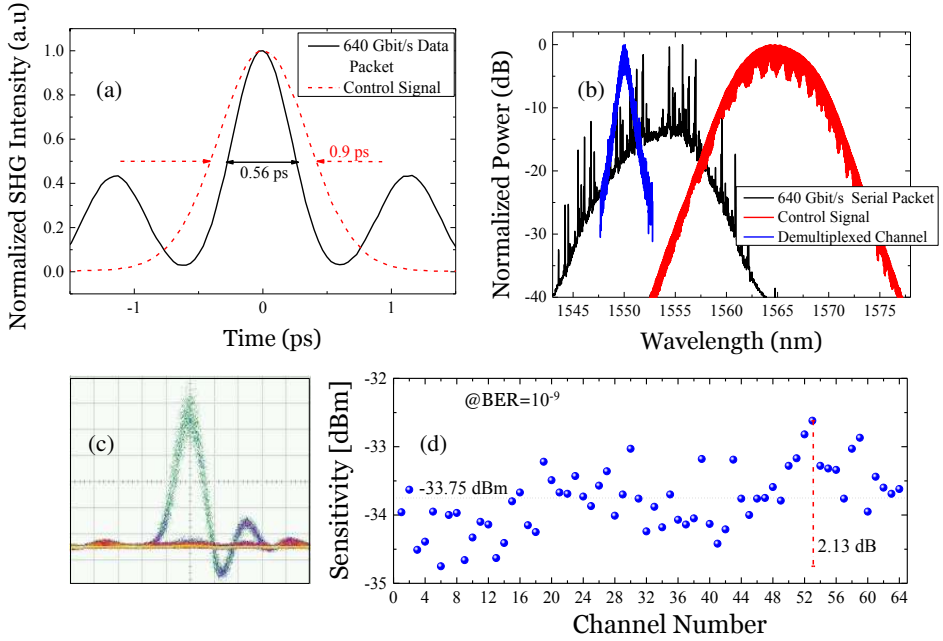 Normalized SHG Intensity (a.u)
1.0
0.8
0.6
0.4
0.2
0.0
(a)
640 Gbit/s Data
Packet
Control Signal
0.9 ps
0.56 ps
-1
0
1
Time (ps)
Normalized Power (dB)
0
-10
-20
-30
-40
(b)
640 Gbit/s Serial Packet
Control Signal
Demultiplexed Channel
1545
1550
1555
1560
1565
1570
1575
Wavelength (nm)
(c)
Sensitivity [dBm]
-32
-33
-34
-35
@BER=10⁻⁹
(d)
-33.75 dBm
2.13 dB
0 4 8 12 16 20 24 28 32 36 40 44 48 52 56 60 64
Channel Number